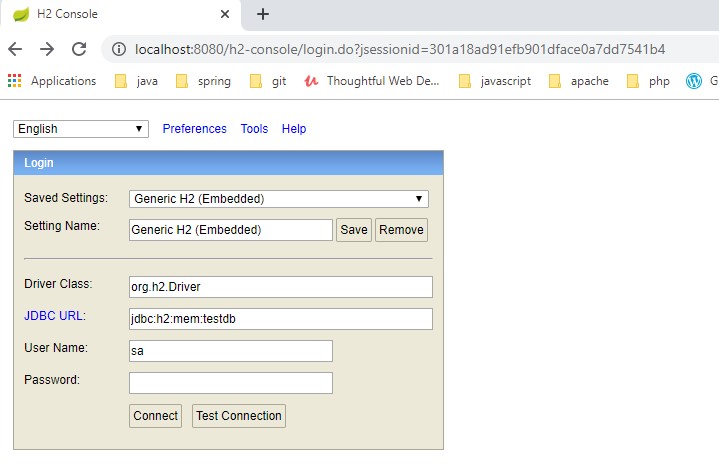 H2 Console
localhost:8080/h2-console/login.do?jsessionid=301a18ad91efb901dface0a7dd7541b4
Applications java spring git Thoughtful Web De... javascript apache php G
English Preferences Tools Help
Login
Saved Settings: Generic H2 (Embedded)
Setting Name: Generic H2 (Embedded) Save Remove
Driver Class: org.h2.Driver
JDBC URL: jdbc:h2:mem:testdb
User Name: sa
Password:
Connect Test Connection